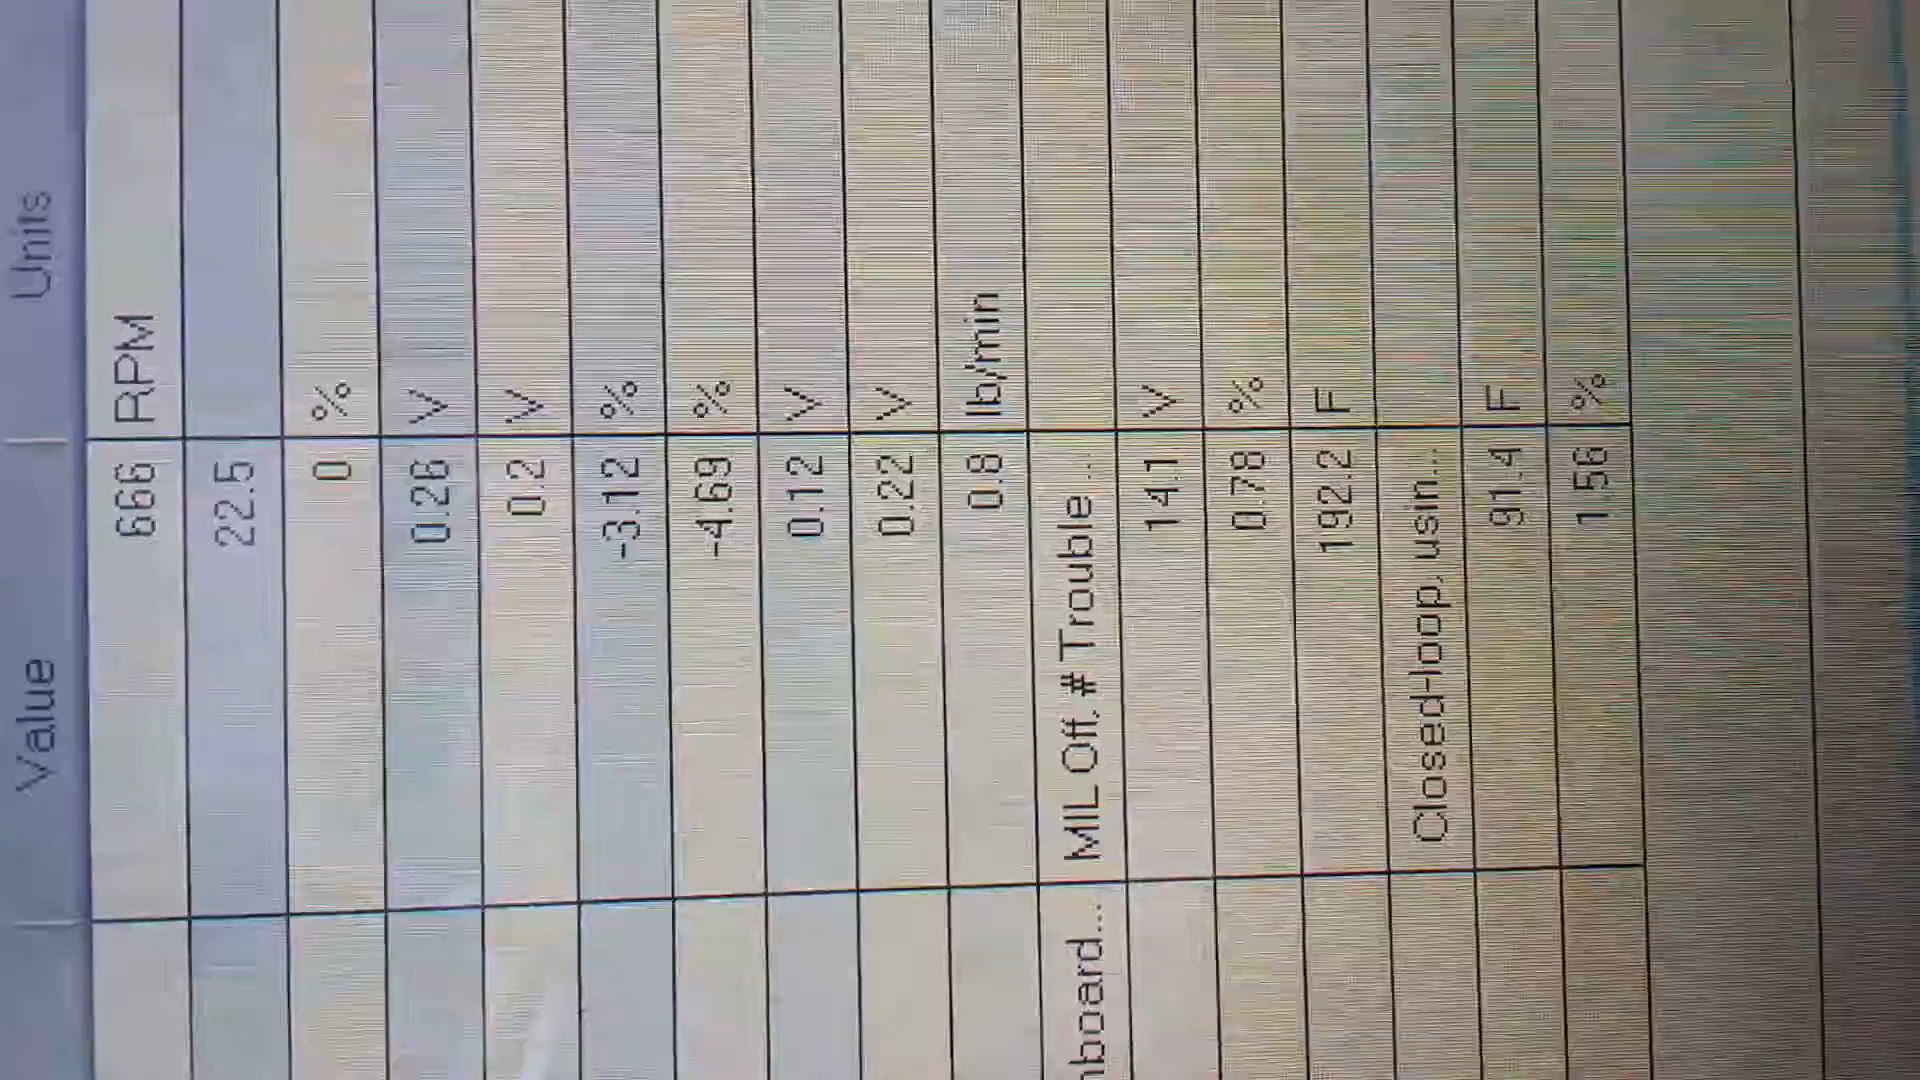 Value Units
666 RPM
22.5
0 %
0.26 V
0.2 V
-3.12 %
-4.69 %
0.12 V
0.22 V
0.8 lb/min
nboard... MIL Off, # Trouble ...
14.1 V
0.78 %
192.2 F
Closed-loop, usin...
91.4 F
1.56 %